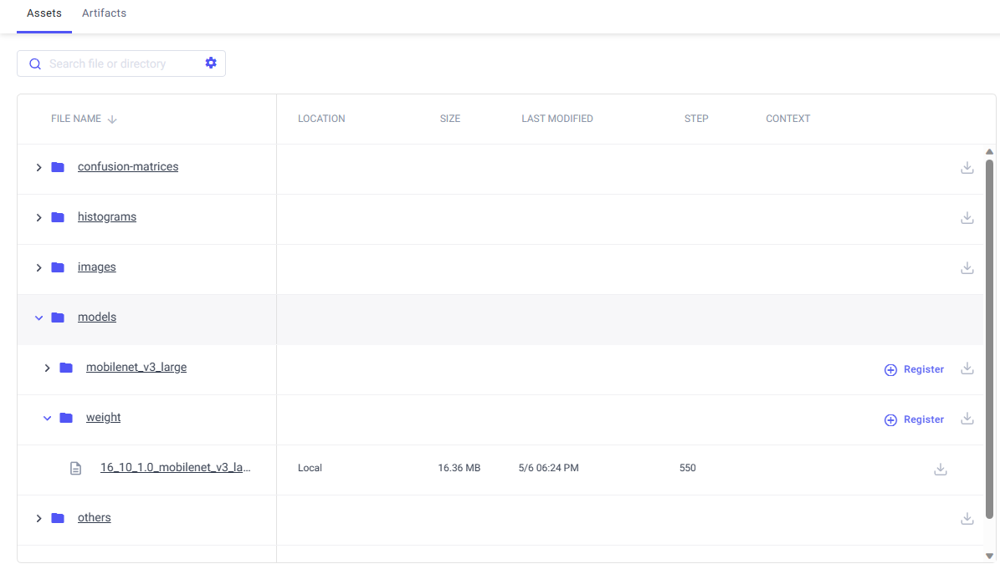 Assets Artifacts
Search file or directory
FILE NAME LOCATION SIZE LAST MODIFIED STEP CONTEXT
confusion-matrices
histograms
images
models
mobilenet_v3_large Register
weight Register
16_10_1.0_mobilenet_v3_la... Local 16.36 MB 5/6 06:24 PM 550
others